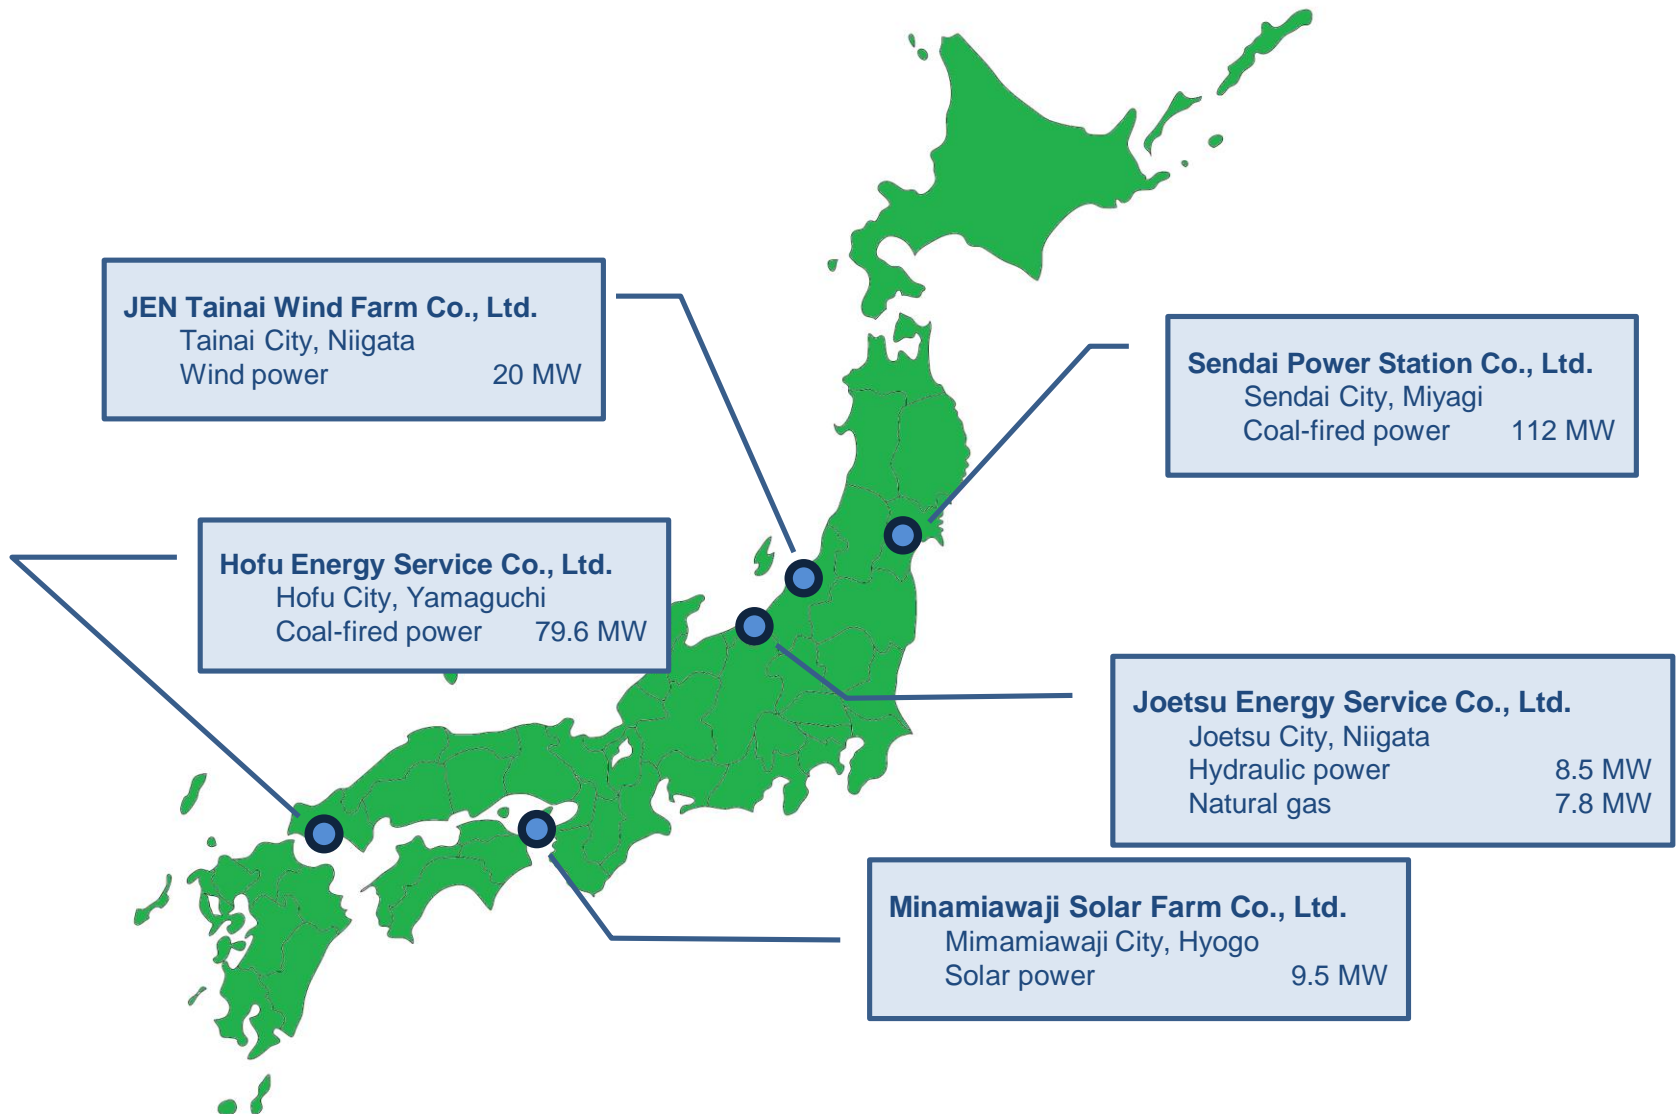 JEN Tainai Wind Farm Co., Ltd.
Tainai City, Niigata
Wind power 20 MW
Sendai Power Station Co., Ltd.
Sendai City, Miyagi
Coal-fired power 112 MW
Hofu Energy Service Co., Ltd.
Hofu City, Yamaguchi
Coal-fired power 79.6 MW
Joetsu Energy Service Co., Ltd.
Joetsu City, Niigata
Hydraulic power 8.5 MW
Natural gas 7.8 MW
Minamiawaji Solar Farm Co., Ltd.
Mimamiawaji City, Hyogo
Solar power 9.5 MW